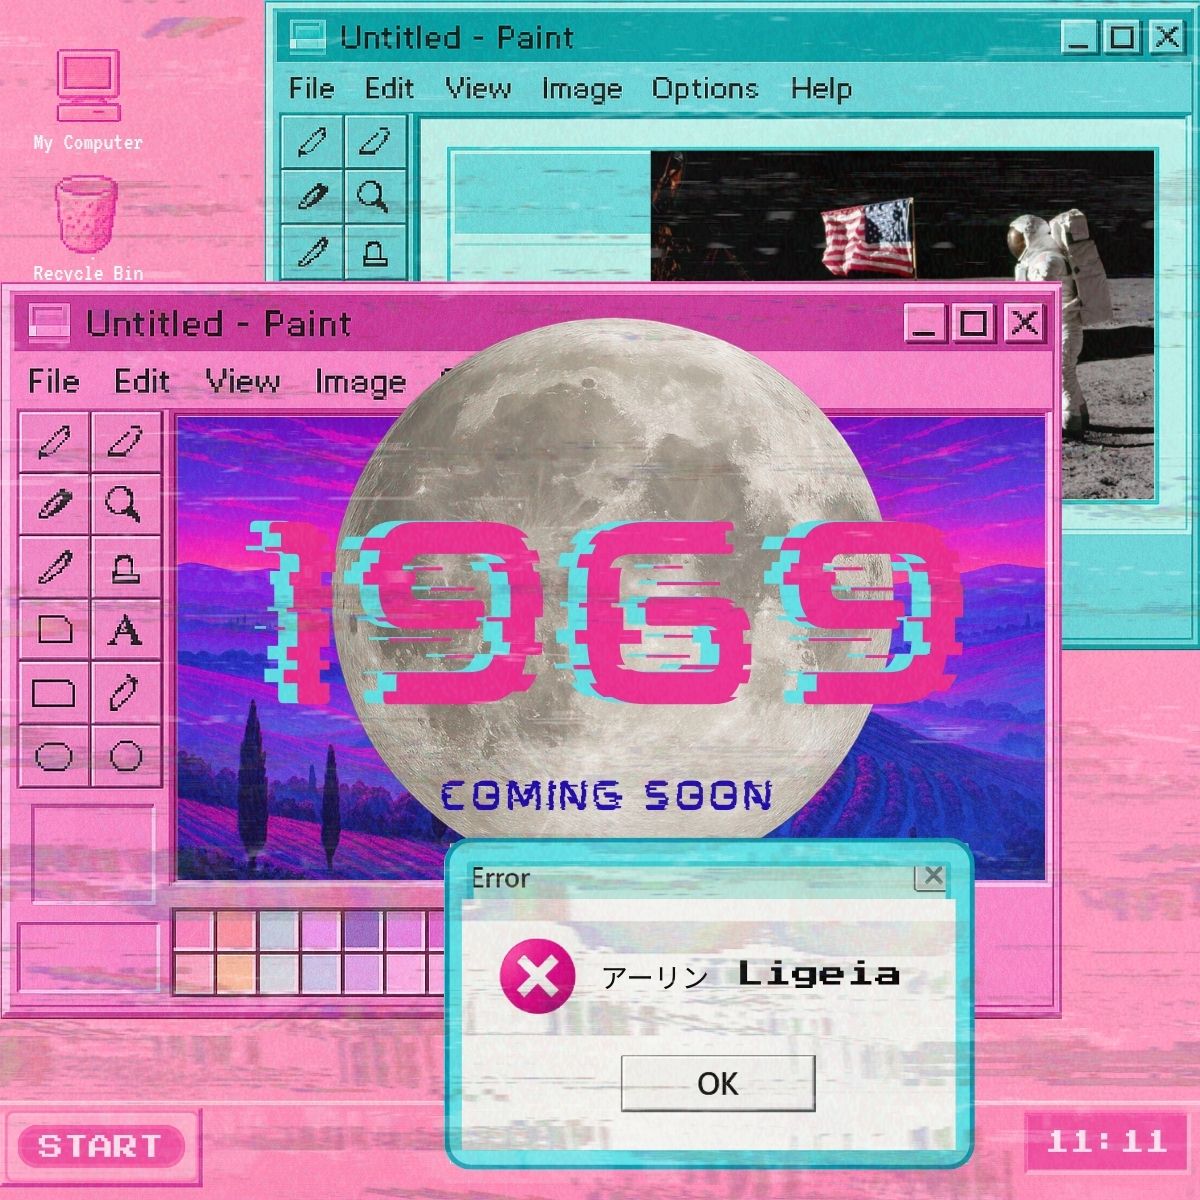 Untitled - Paint
File Edit View Image Options Help
My Computer
Recycle Bin
Untitled - Paint
File Edit View Image
A
1969
COMING SOON
Error
アーリン Ligeia
OK
START
11:11